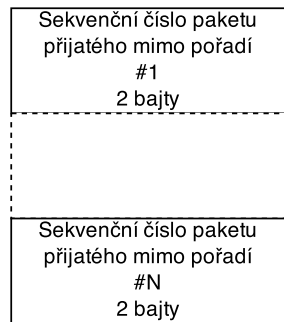 Sekvenční číslo paketu
přijatého mimo pořadí
#1
2 bajty
Sekvenční číslo paketu
přijatého mimo pořadí
#N
2 bajty